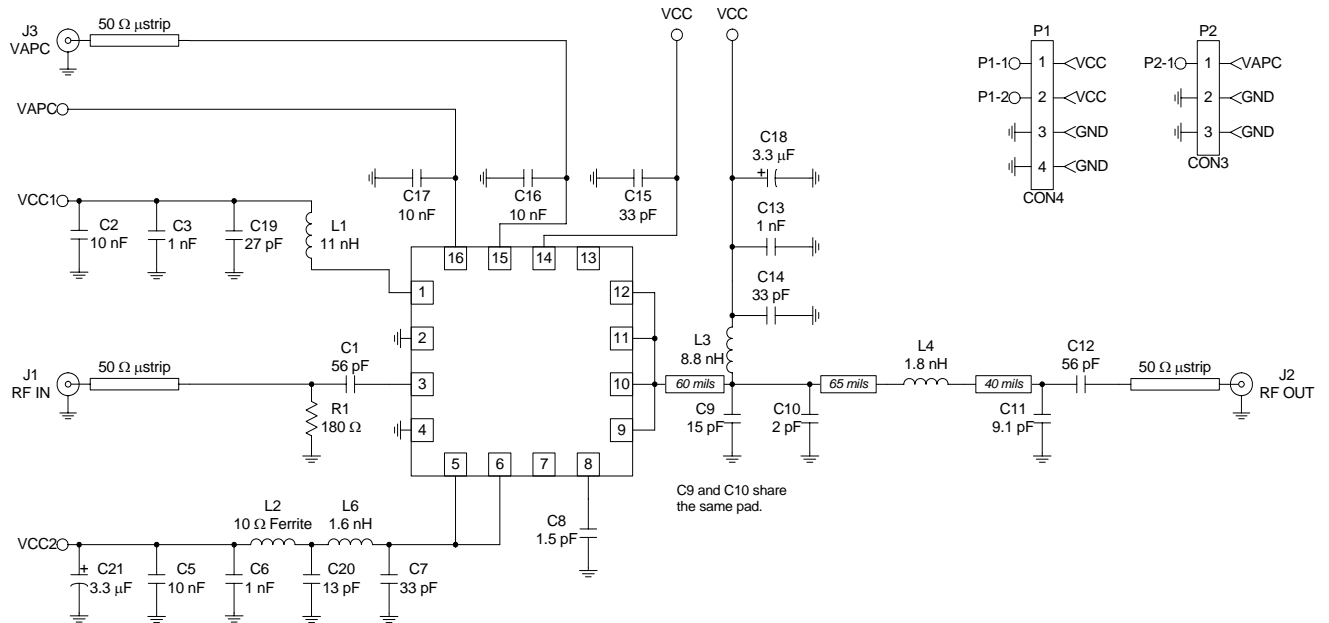 J3
VAPC
50 Ω μstrip
VCC
VCC
P1
P1-1
1
VCC
P1-2
2
VCC
3
GND
4
GND
CON4
P2
P2-1
1
VAPC
2
GND
3
GND
CON3
VAPC
C17
10 nF
C16
10 nF
C15
33 pF
C18
+
3.3 μF
C13
1 nF
C14
33 pF
VCC1
C2
10 nF
C3
1 nF
C19
27 pF
L1
11 nH
16
15
14
13
1
2
3
4
12
11
10
9
5
6
7
8
J1
RF IN
50 Ω μstrip
C1
56 pF
R1
180 Ω
60 mils
L3
8.8 nH
C9
15 pF
C10
2 pF
65 mils
L4
1.8 nH
40 mils
C11
9.1 pF
C12
56 pF
50 Ω μstrip
J2
RF OUT
C9 and C10 share
the same pad.
C8
1.5 pF
VCC2
+
C21
3.3 μF
C5
10 nF
C6
1 nF
L2
10 Ω Ferrite
L6
1.6 nH
C20
13 pF
C7
33 pF